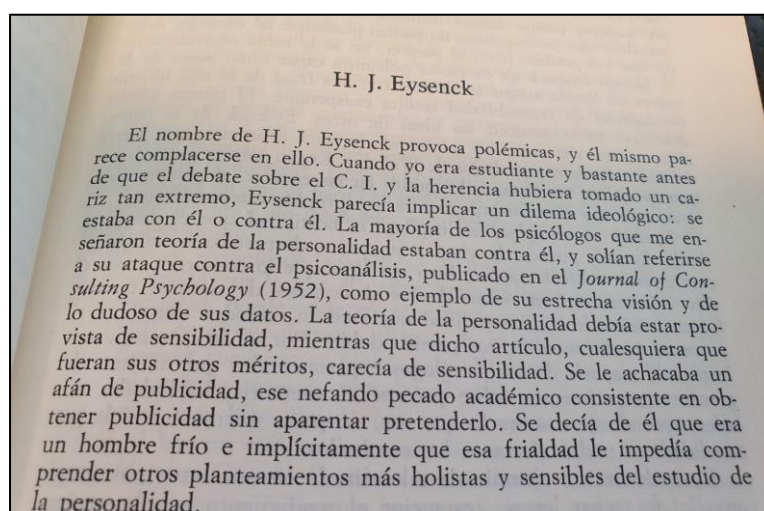 H. J. Eysenck
El nombre de H. J. Eysenck provoca polémicas, y él mismo pa-
rece complacerse en ello. Cuando yo era estudiante y bastante antes
de que el debate sobre el C. I. y la herencia hubiera tomado un ca-
riz tan extremo, Eysenck parecía implicar un dilema ideológico: se
estaba con él o contra él. La mayoría de los psicólogos que me en-
señaron teoría de la personalidad estaban contra él, y solían referirse
a su ataque contra el psicoanálisis, publicado en el Journal of Con-
sulting Psychology (1952), como ejemplo de su estrecha visión y de
lo dudoso de sus datos. La teoría de la personalidad debía estar pro-
vista de sensibilidad, mientras que dicho artículo, cualesquiera que
fueran sus otros méritos, carecía de sensibilidad. Se le achacaba un
afán de publicidad, ese nefando pecado académico consistente en ob-
tener publicidad sin aparentar pretenderlo. Se decía de él que era
un hombre frío e implícitamente que esa frialdad le impedía com-
prender otros planteamientos más holistas y sensibles del estudio de
la personalidad.